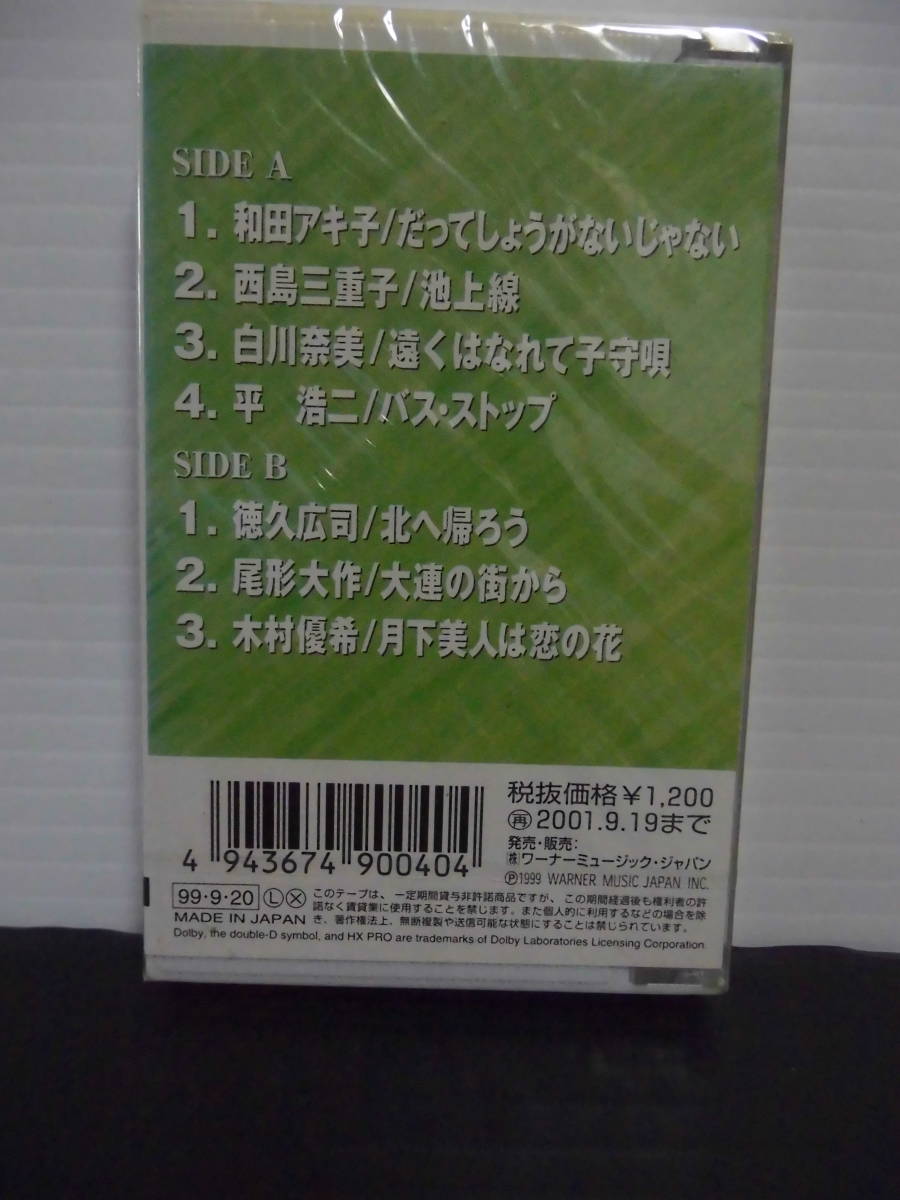 SIDE A
1. 和田アキ子/だってしょうがないじゃない
2. 西島三重子/池上線
3. 白川奈美/遠くはなれて子守唄
4. 平　浩二/バス・ストップ
SIDE B
1. 徳久広司/北へ帰ろう
2. 尾形大作/大連の街から
3. 木村優希/月下美人は恋の花
税抜価格¥1,200
再2001.9.19まで
発売・販売:
(株)ワーナーミュージック・ジャパン
Ⓟ1999 WARNER MUSIC JAPAN INC.
4 943674 900404
99・9・20 Ⓛ Ⓧ
MADE IN JAPAN
このテープは、一定期間貸与非許諾商品ですが、この期間経過後も権利者の許
諾なく賃貸業に使用することを禁じます。また個人的に利用するなどの場合を除
き、著作権法上、無断複製や送信可能な状態にすることは禁じられています。
Dolby, the double-D symbol, and HX PRO are trademarks of Dolby Laboratories Licensing Corporation